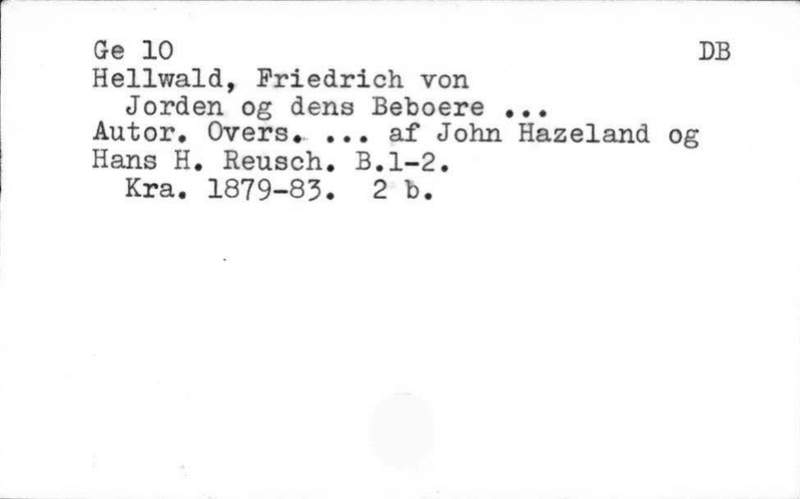 Ge 10 DB
Hellwald, Friedrich von
Jorden og dens Beboere ...
Autor. Overs. ... af John Hazeland og
Hans H. Reusch. B.1-2.
Kra. 1879-83. 2 b.